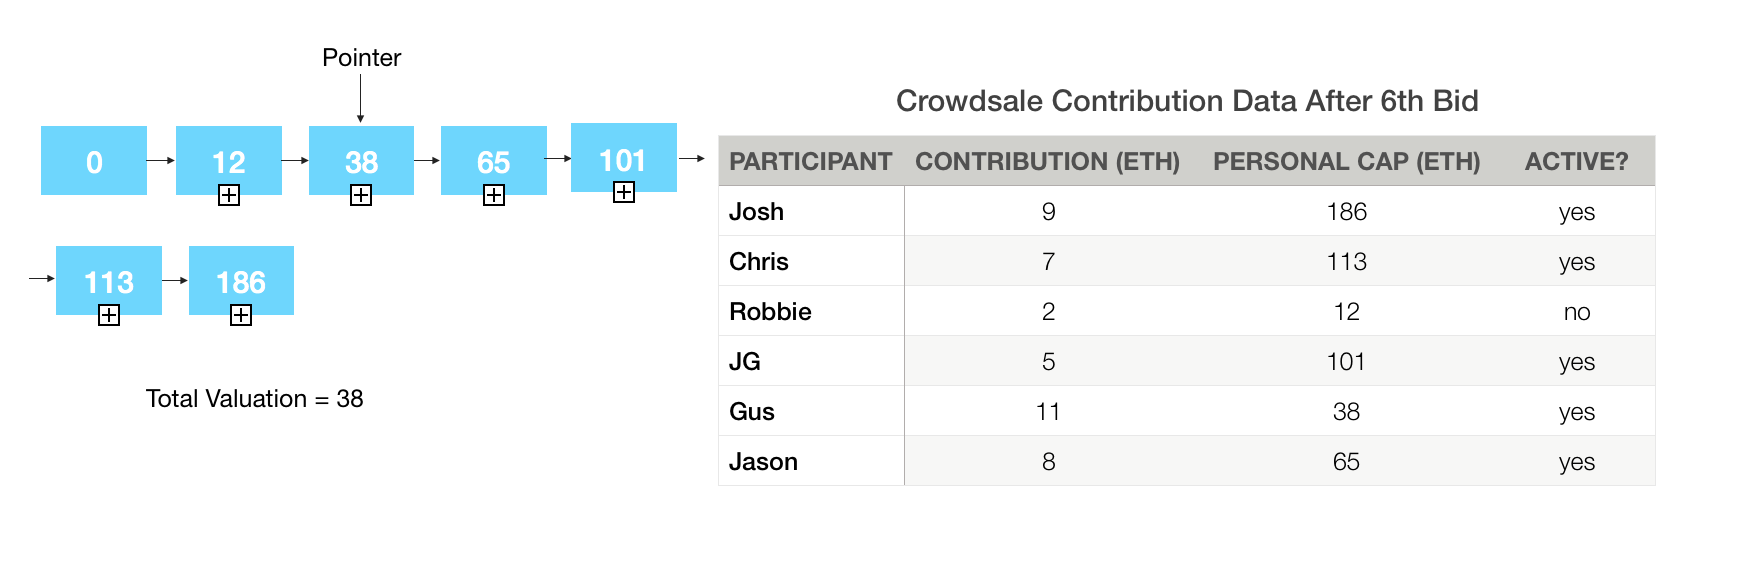 Pointer
0 12 38 65 101
113 186
Total Valuation = 38
Crowdsale Contribution Data After 6th Bid
PARTICIPANT CONTRIBUTION (ETH) PERSONAL CAP (ETH) ACTIVE?
Josh 9 186 yes
Chris 7 113 yes
Robbie 2 12 no
JG 5 101 yes
Gus 11 38 yes
Jason 8 65 yes